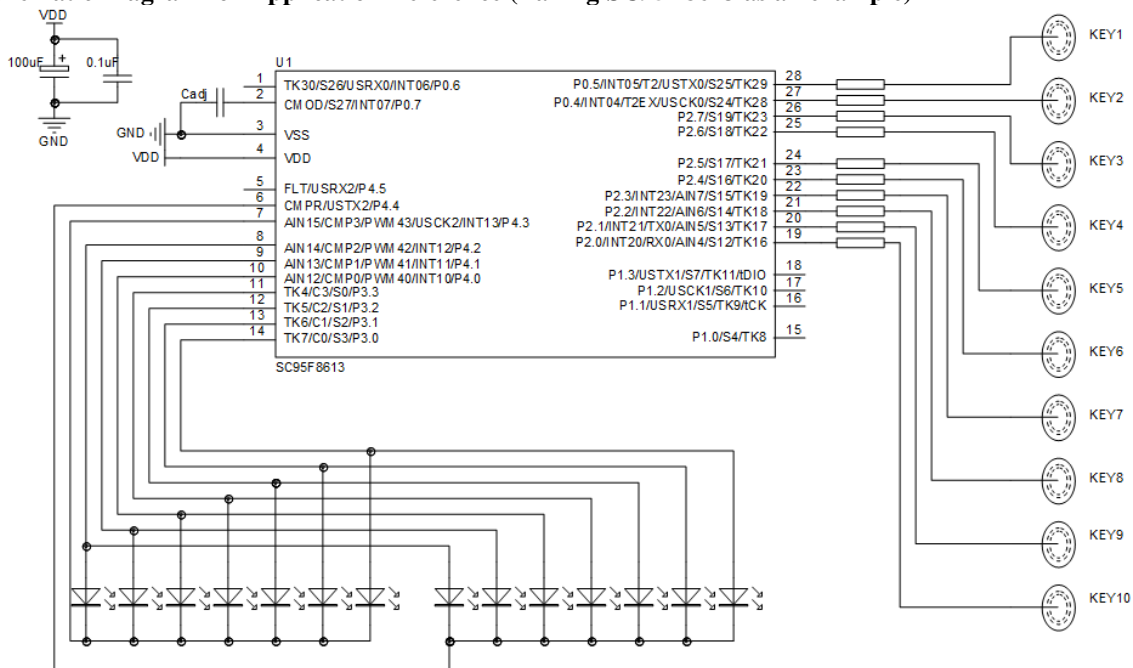 VDD
100uF
+
0.1uF
GND
Cadj
GND
VDD
U1
1 TK30/S26/USRX0/INT06/P0.6
2 CMOD/S27/INT07/P0.7
3 VSS
4 VDD
5 FLT/USRX2/P4.5
6 CMPR/USTX2/P4.4
7 AIN15/CMP3/PWM43/USCK2/INT13/P4.3
8 AIN14/CMP2/PWM42/INT12/P4.2
9 AIN13/CMP1/PWM41/INT11/P4.1
10 AIN12/CMP0/PWM40/INT10/P4.0
11 TK4/C3/S0/P3.3
12 TK5/C2/S1/P3.2
13 TK6/C1/S2/P3.1
14 TK7/C0/S3/P3.0
P0.5/INT05/T2/USTX0/S25/TK29 28
P0.4/INT04/T2EX/USCK0/S24/TK28 27
P2.7/S19/TK23 26
P2.6/S18/TK22 25
P2.5/S17/TK21 24
P2.4/S16/TK20 23
P2.3/INT23/AIN7/S15/TK19 22
P2.2/INT22/AIN6/S14/TK18 21
P2.1/INT21/TX0/AIN5/S13/TK17 20
P2.0/INT20/RX0/AIN4/S12/TK16 19
P1.3/USTX1/S7/TK11/tDIO 18
P1.2/USCK1/S6/TK10 17
P1.1/USRX1/S5/TK9/tCK 16
P1.0/S4/TK8 15
SC95F8613
KEY1
KEY2
KEY3
KEY4
KEY5
KEY6
KEY7
KEY8
KEY9
KEY10